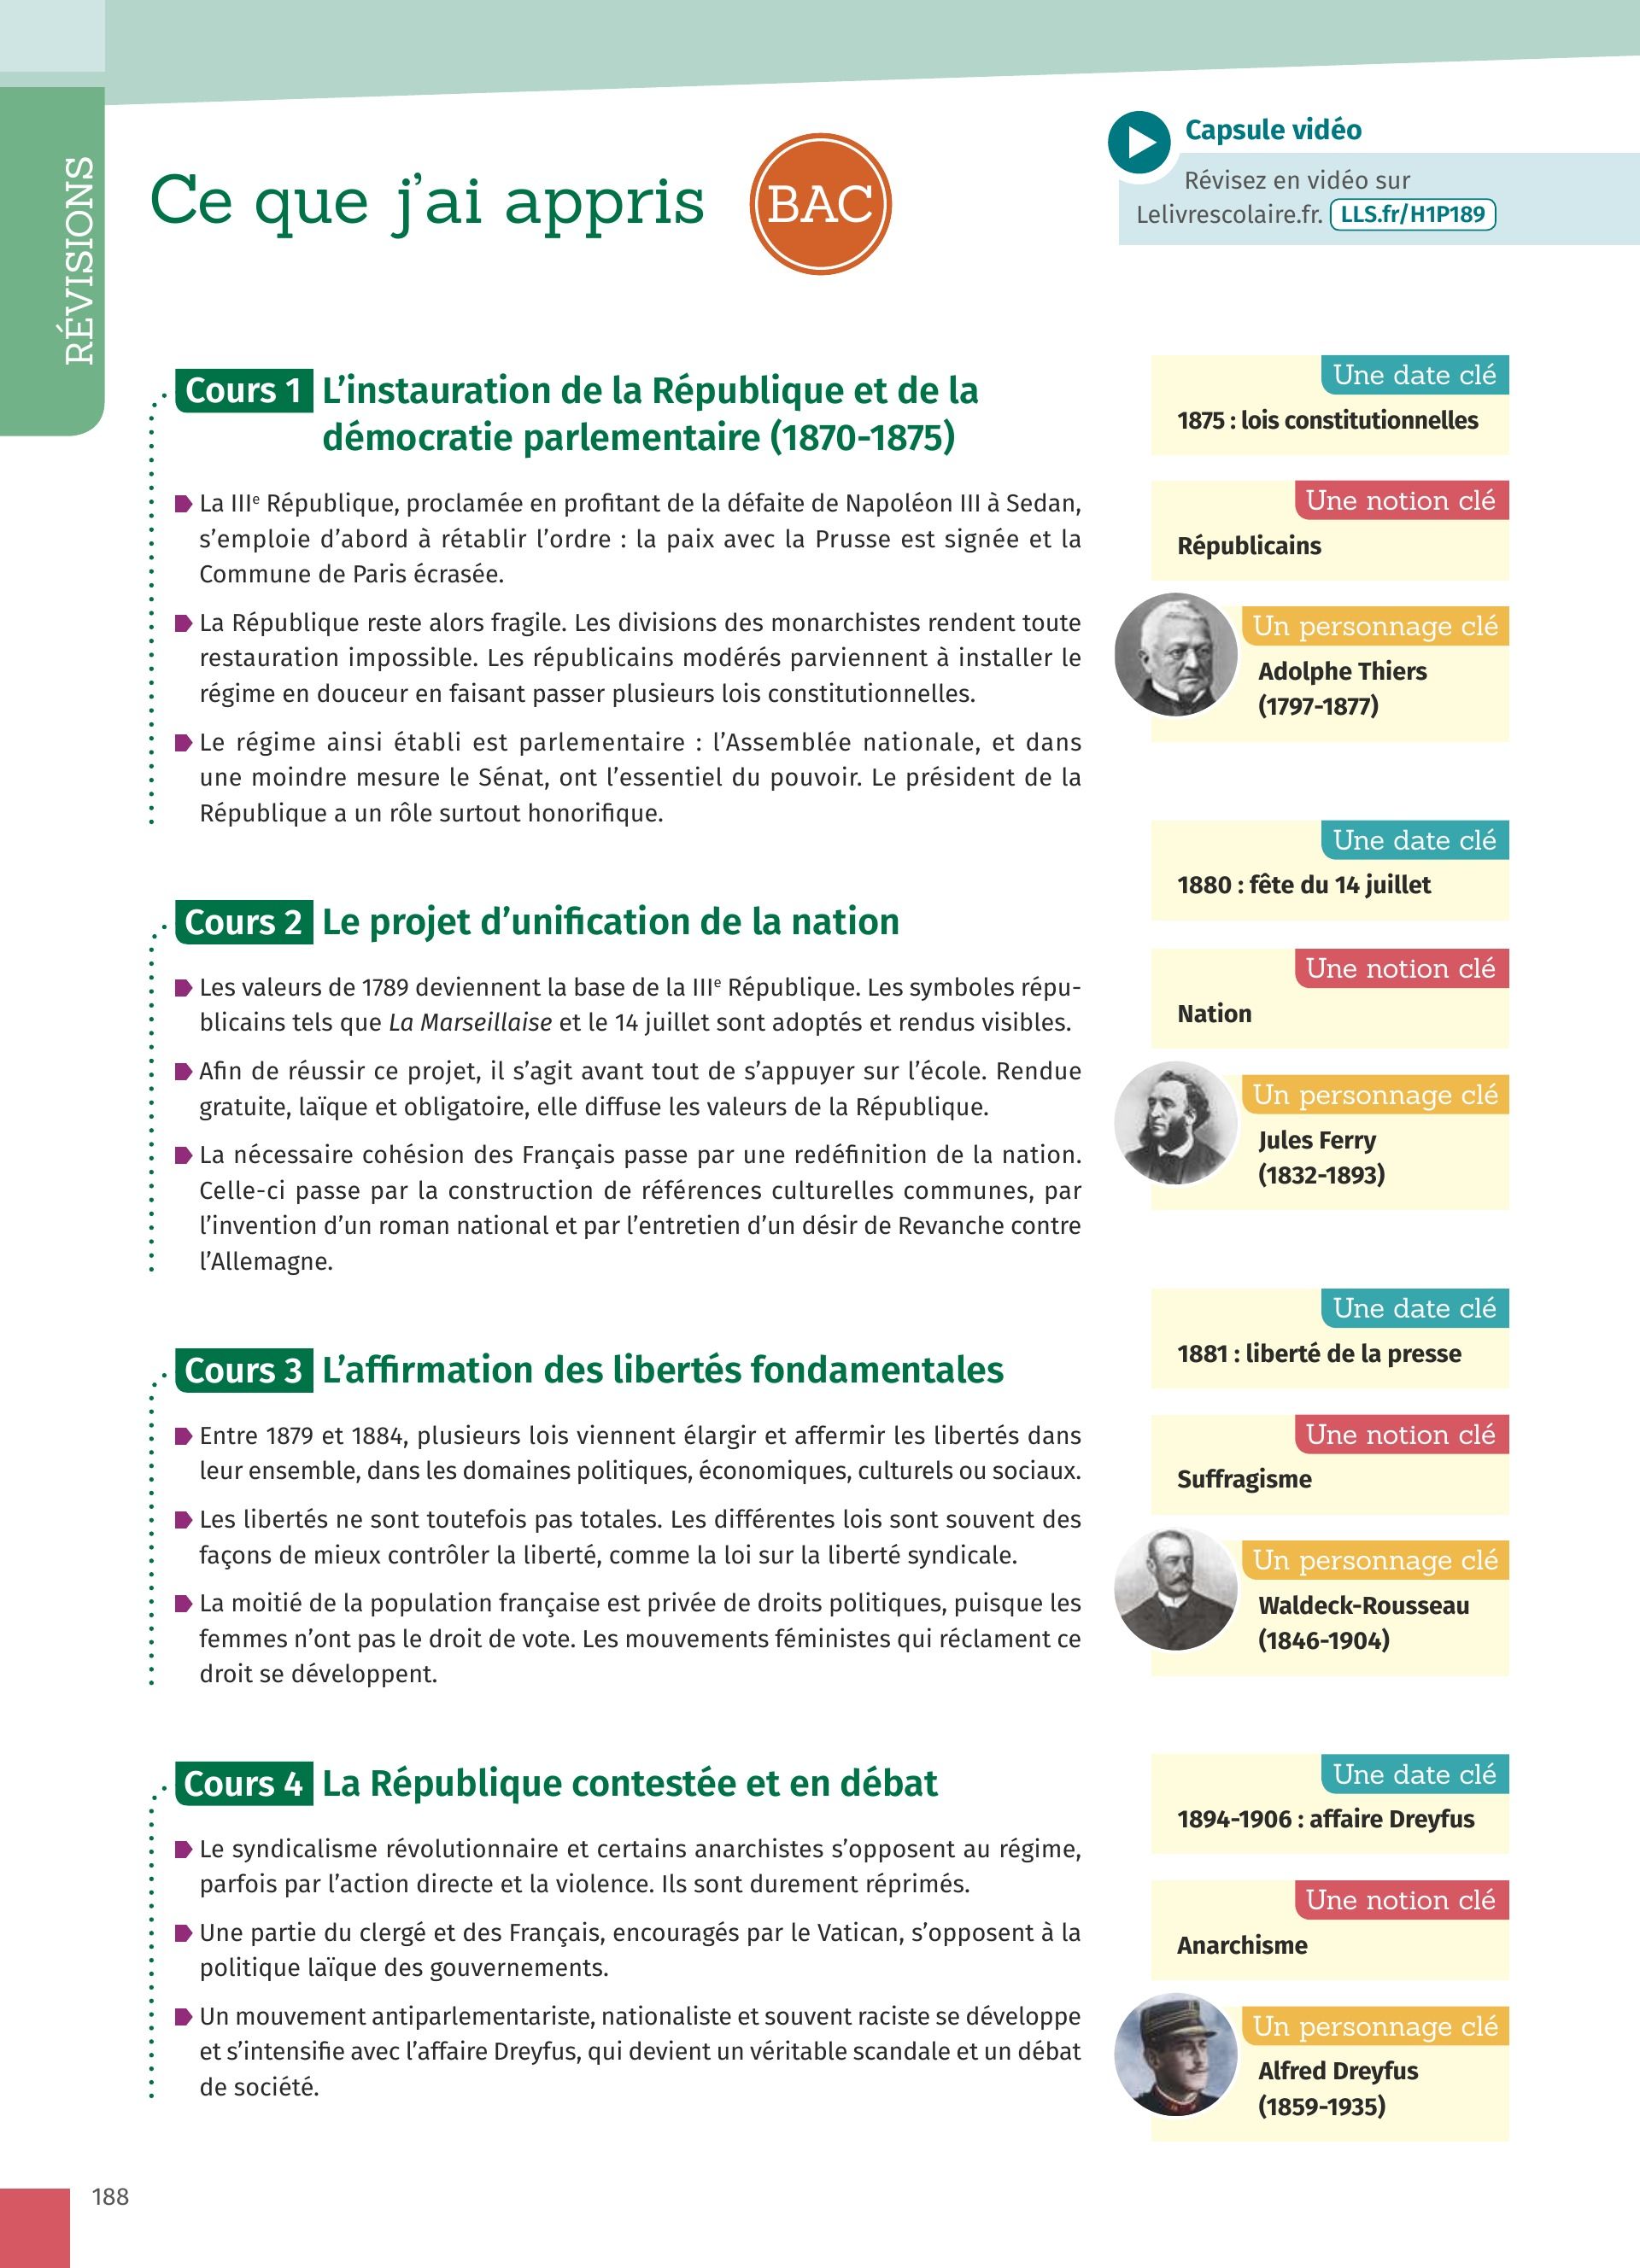 RÉVISIONS
Ce que j'ai appris
BAC
Capsule vidéo
Révisez en vidéo sur
Lelivrescolaire.fr. LLS.fr/H1P189
Cours 1 L'instauration de la République et de la
démocratie parlementaire (1870-1875)
La IIIe République, proclamée en profitant de la défaite de Napoléon III à Sedan,
s'emploie d'abord à rétablir l'ordre : la paix avec la Prusse est signée et la
Commune de Paris écrasée.
La République reste alors fragile. Les divisions des monarchistes rendent toute
restauration impossible. Les républicains modérés parviennent à installer le
régime en douceur en faisant passer plusieurs lois constitutionnelles.
Le régime ainsi établi est parlementaire : l'Assemblée nationale, et dans
une moindre mesure le Sénat, ont l'essentiel du pouvoir. Le président de la
République a un rôle surtout honorifique.
Une date clé
1875 : lois constitutionnelles
Une notion clé
Républicains
Un personnage clé
Adolphe Thiers
(1797-1877)
Cours 2 Le projet d'unification de la nation
Les valeurs de 1789 deviennent la base de la IIIe République. Les symboles répu-
blicains tels que La Marseillaise et le 14 juillet sont adoptés et rendus visibles.
Afin de réussir ce projet, il s'agit avant tout de s'appuyer sur l'école. Rendue
gratuite, laïque et obligatoire, elle diffuse les valeurs de la République.
La nécessaire cohésion des Français passe par une redéfinition de la nation.
Celle-ci passe par la construction de références culturelles communes, par
l'invention d'un roman national et par l'entretien d'un désir de Revanche contre
l'Allemagne.
Une date clé
1880 : fête du 14 juillet
Une notion clé
Nation
Un personnage clé
Jules Ferry
(1832-1893)
Cours 3 L'affirmation des libertés fondamentales
Entre 1879 et 1884, plusieurs lois viennent élargir et affermir les libertés dans
leur ensemble, dans les domaines politiques, économiques, culturels ou sociaux.
Les libertés ne sont toutefois pas totales. Les différentes lois sont souvent des
façons de mieux contrôler la liberté, comme la loi sur la liberté syndicale.
La moitié de la population française est privée de droits politiques, puisque les
femmes n'ont pas le droit de vote. Les mouvements féministes qui réclament ce
droit se développent.
Une date clé
1881 : liberté de la presse
Une notion clé
Suffragisme
Un personnage clé
Waldeck-Rousseau
(1846-1904)
Cours 4 La République contestée et en débat
Le syndicalisme révolutionnaire et certains anarchistes s'opposent au régime,
parfois par l'action directe et la violence. Ils sont durement réprimés.
Une partie du clergé et des Français, encouragés par le Vatican, s'opposent à la
politique laïque des gouvernements.
Un mouvement antiparlementariste, nationaliste et souvent raciste se développe
et s'intensifie avec l'affaire Dreyfus, qui devient un véritable scandale et un débat
de société.
Une date clé
1894-1906 : affaire Dreyfus
Une notion clé
Anarchisme
Un personnage clé
Alfred Dreyfus
(1859-1935)
188